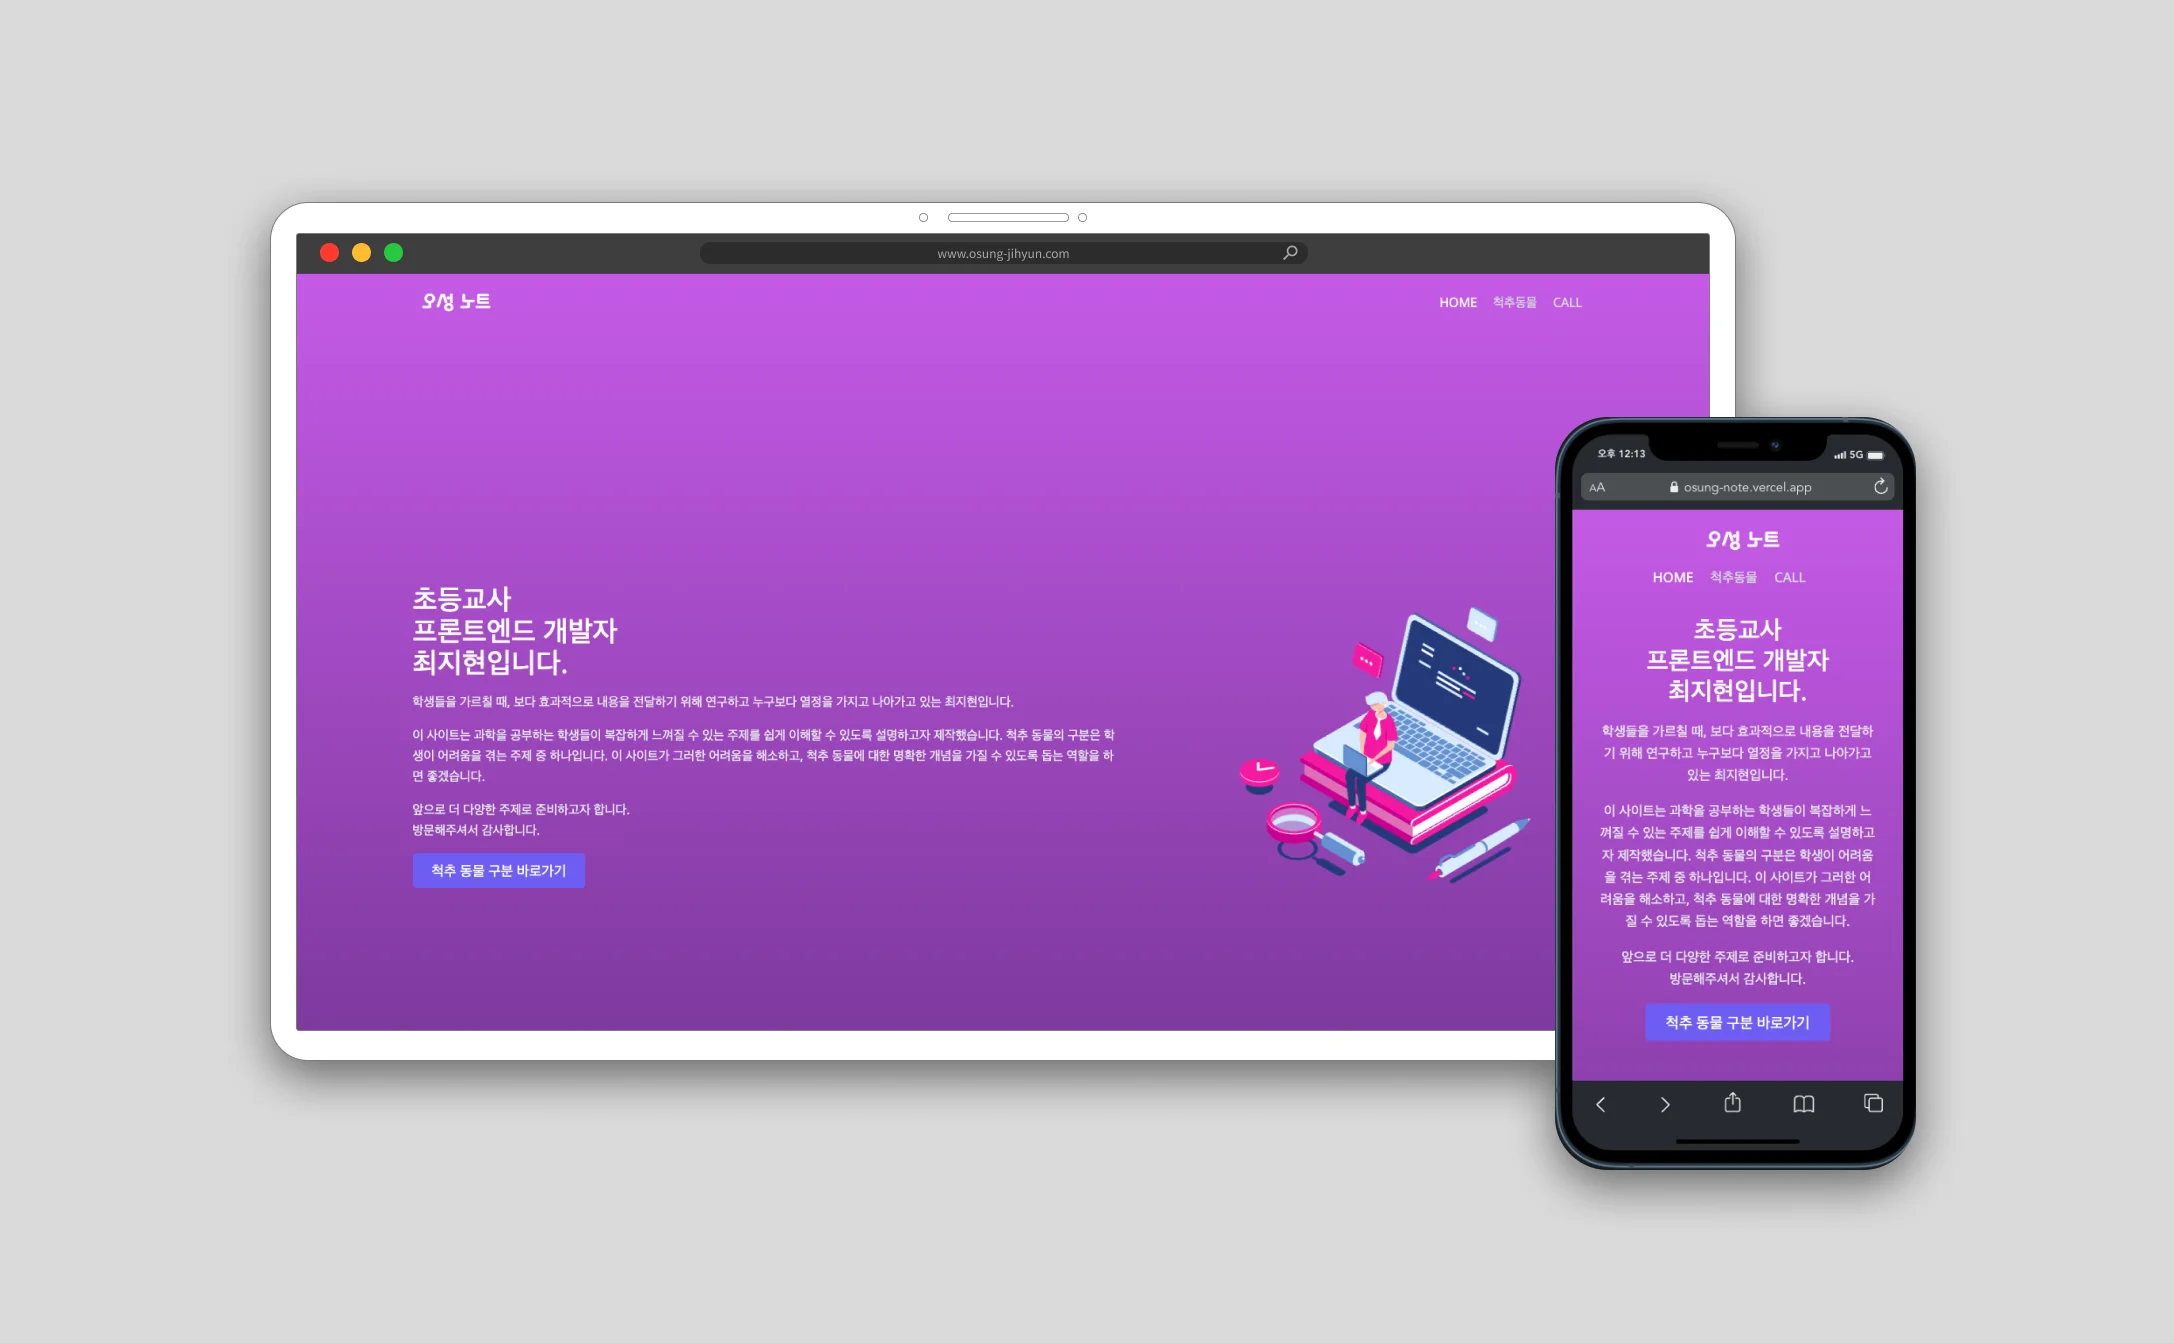 www.osung-jihyun.com
오성 노트
HOME 척추동물 CALL
초등교사
프론트엔드 개발자
최지현입니다.
학생들을 가르칠 때, 보다 효과적으로 내용을 전달하기 위해 연구하고 누구보다 열정을 가지고 나아가고 있는 최지현입니다.
이 사이트는 과학을 공부하는 학생들이 복잡하게 느껴질 수 있는 주제를 쉽게 이해할 수 있도록 설명하고자 제작했습니다. 척추 동물의 구분은 학
생이 어려움을 겪는 주제 중 하나입니다. 이 사이트가 그러한 어려움을 해소하고, 척추 동물에 대한 명확한 개념을 가질 수 있도록 돕는 역할을 하
면 좋겠습니다.
앞으로 더 다양한 주제로 준비하고자 합니다.
방문해주셔서 감사합니다.
척추 동물 구분 바로가기
오후 12:13
5G
AA
osung-note.vercel.app
오성 노트
HOME 척추동물 CALL
초등교사
프론트엔드 개발자
최지현입니다.
학생들을 가르칠 때, 보다 효과적으로 내용을 전달하
기 위해 연구하고 누구보다 열정을 가지고 나아가고
있는 최지현입니다.
이 사이트는 과학을 공부하는 학생들이 복잡하게 느
껴질 수 있는 주제를 쉽게 이해할 수 있도록 설명하고
자 제작했습니다. 척추 동물의 구분은 학생이 어려움
을 겪는 주제 중 하나입니다. 이 사이트가 그러한 어
려움을 해소하고, 척추 동물에 대한 명확한 개념을 가
질 수 있도록 돕는 역할을 하면 좋겠습니다.
앞으로 더 다양한 주제로 준비하고자 합니다.
방문해주셔서 감사합니다.
척추 동물 구분 바로가기